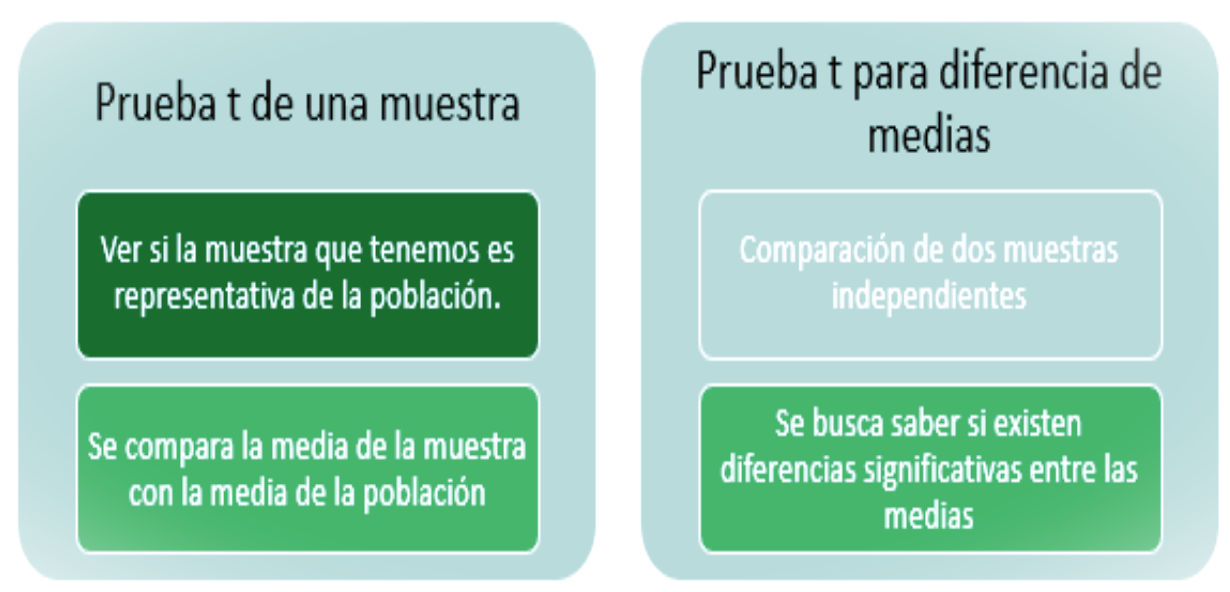 Prueba t de una muestra
Ver si la muestra que tenemos es
representativa de la población.
Se compara la media de la muestra
con la media de la población
Prueba t para diferencia de
medias
Comparación de dos muestras
independientes
Se busca saber si existen
diferencias significativas entre las
medias